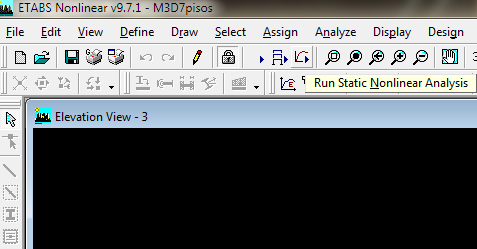 ETABS Nonlinear v9.7.1 - M3D7pisos
File Edit View Define Draw Select Assign Analyze Display Design
Run Static Nonlinear Analysis
Elevation View - 3